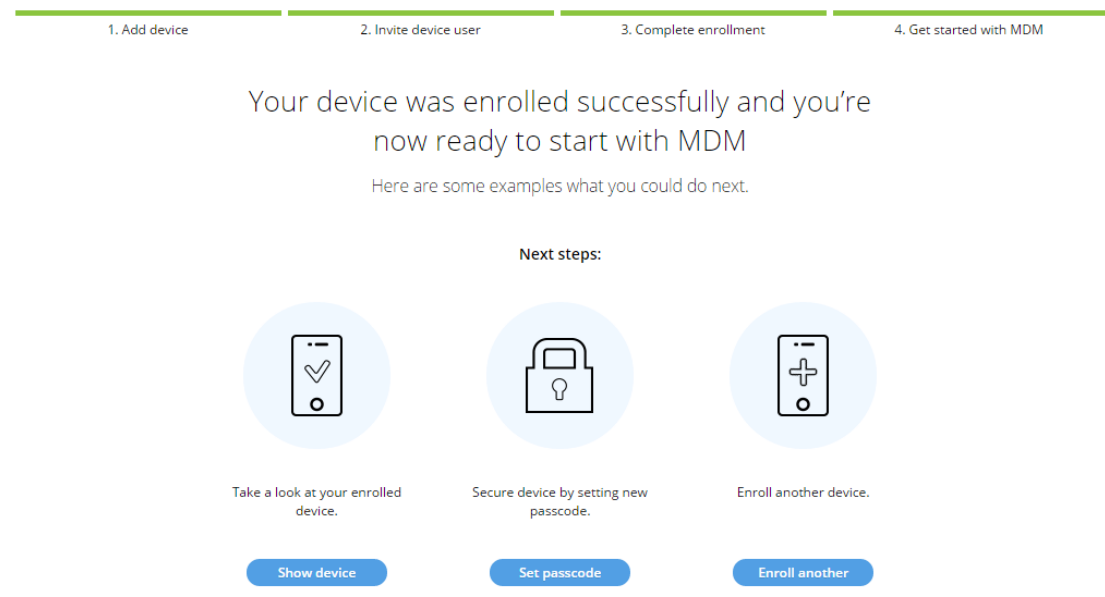 1. Add device
2. Invite device user
3. Complete enrollment
4. Get started with MDM
Your device was enrolled successfully and you're
now ready to start with MDM
Here are some examples what you could do next.
Next steps:
Take a look at your enrolled
device.
Secure device by setting new
passcode.
Enroll another device.
Show device
Set passcode
Enroll another